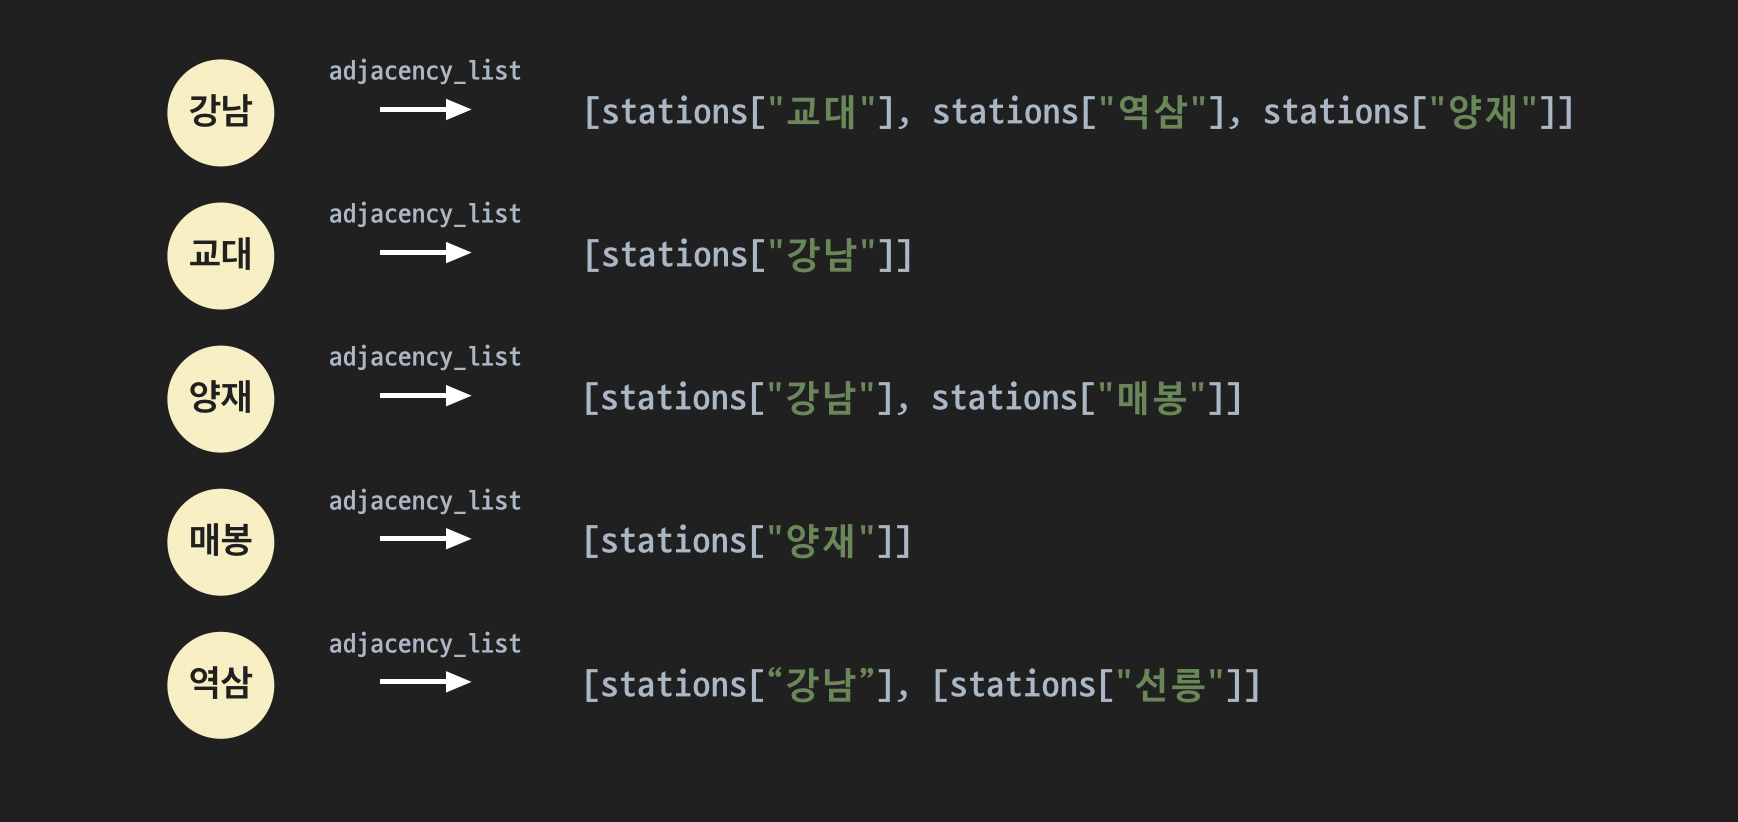 adjacency_list
강남 [stations["교대"], stations["역삼"], stations["양재"]]
adjacency_list
교대 [stations["강남"]]
adjacency_list
양재 [stations["강남"], stations["매봉"]]
adjacency_list
매봉 [stations["양재"]]
adjacency_list
역삼 [stations[“강남”], [stations["선릉"]]